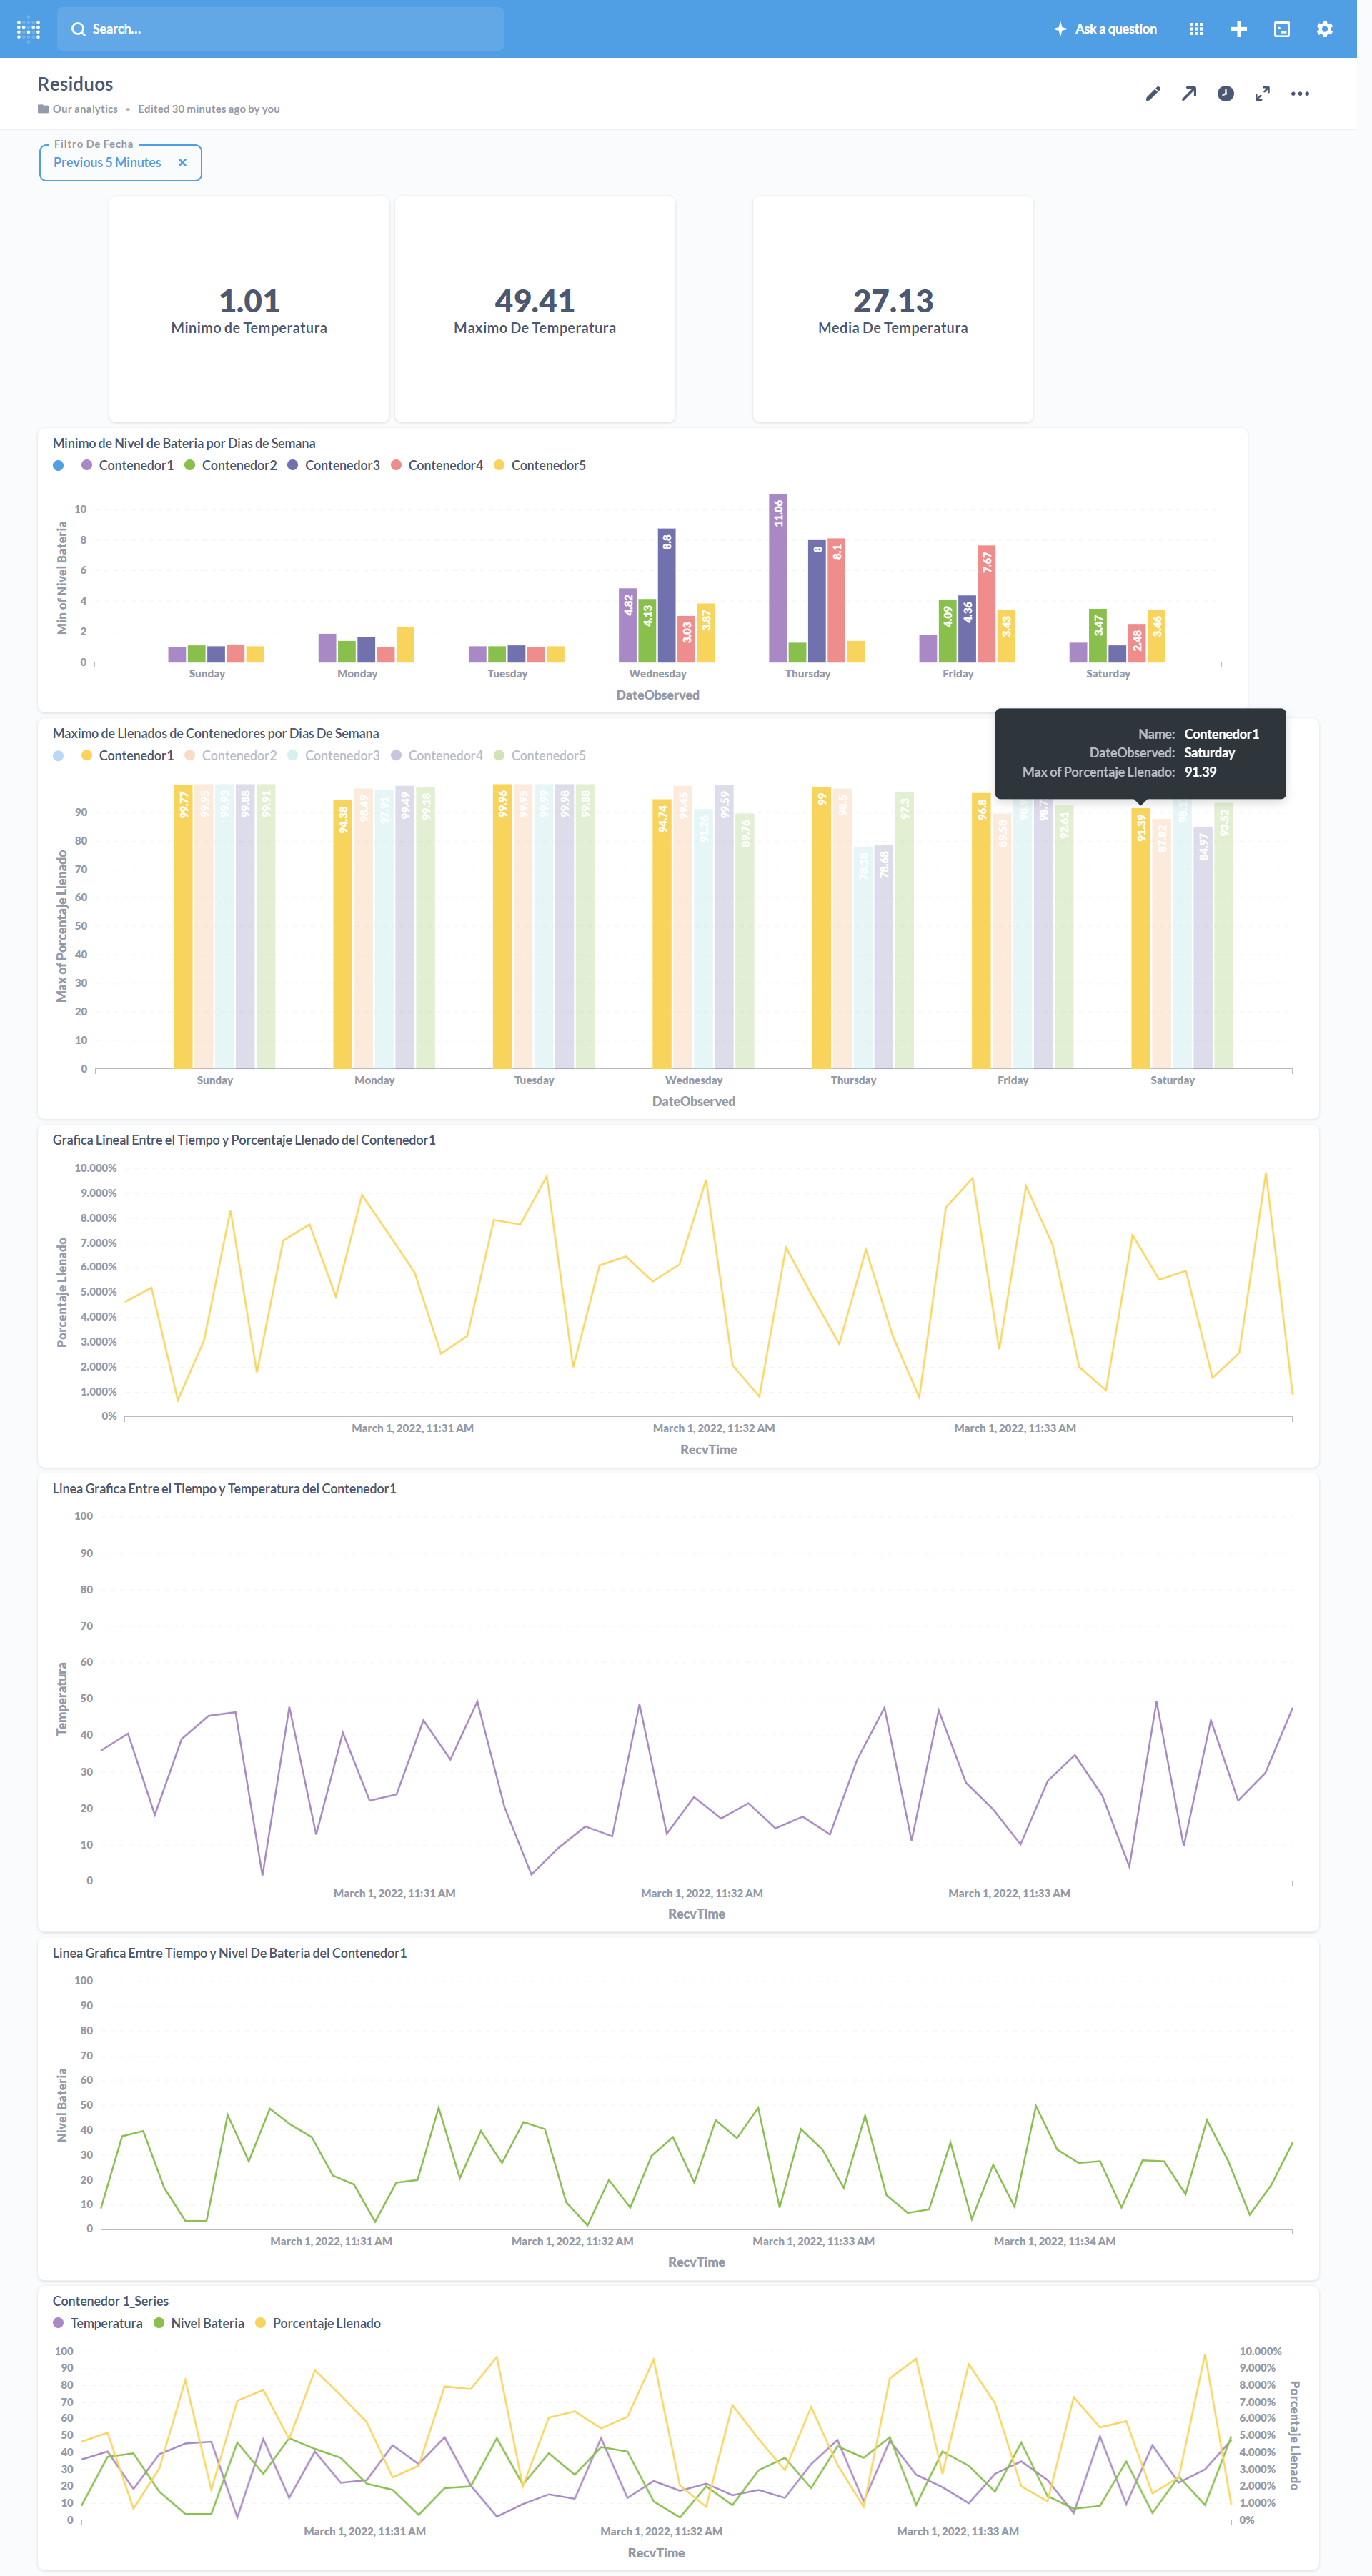 Search...
Ask a question
Residuos
Our analytics • Edited 30 minutes ago by you
Filtro De Fecha
Previous 5 Minutes ×
1.01
Minimo de Temperatura
49.41
Maximo De Temperatura
27.13
Media De Temperatura
Minimo de Nivel de Bateria por Dias de Semana
Contenedor1 Contenedor2 Contenedor3 Contenedor4 Contenedor5
Min of Nivel Bateria
10
8
6
4
2
0
4.82 4.13 8.8 3.03 3.87
11.06 8 8.1
4.09 4.36 7.67 3.43
3.47 2.48 3.46
Sunday Monday Tuesday Wednesday Thursday Friday Saturday
DateObserved
Maximo de Llenados de Contenedores por Dias De Semana
Contenedor1 Contenedor2 Contenedor3 Contenedor4 Contenedor5
Name: Contenedor1
DateObserved: Saturday
Max of Porcentaje Llenado: 91.39
Max of Porcentaje Llenado
90
80
70
60
50
40
30
20
10
0
99.77 99.95 99.93 99.88 99.91
94.38 98.49 97.91 99.49 99.18
99.96 99.95 99.98 99.88
94.74 99.45 91.26 99.59 89.76
99 98.5 78.18 78.68 97.3
96.8 89.58 92.61
91.39 87.82 84.97 93.52
Sunday Monday Tuesday Wednesday Thursday Friday Saturday
DateObserved
Grafica Lineal Entre el Tiempo y Porcentaje Llenado del Contenedor1
Porcentaje Llenado
10.000%
9.000%
8.000%
7.000%
6.000%
5.000%
4.000%
3.000%
2.000%
1.000%
0%
March 1, 2022, 11:31 AM March 1, 2022, 11:32 AM March 1, 2022, 11:33 AM
RecvTime
Linea Grafica Entre el Tiempo y Temperatura del Contenedor1
Temperatura
100
90
80
70
60
50
40
30
20
10
0
March 1, 2022, 11:31 AM March 1, 2022, 11:32 AM March 1, 2022, 11:33 AM
RecvTime
Linea Grafica Emtre Tiempo y Nivel De Bateria del Contenedor1
Nivel Bateria
100
90
80
70
60
50
40
30
20
10
0
March 1, 2022, 11:31 AM March 1, 2022, 11:32 AM March 1, 2022, 11:33 AM March 1, 2022, 11:34 AM
RecvTime
Contenedor 1_Series
Temperatura Nivel Bateria Porcentaje Llenado
100 10.000%
90 9.000%
80 8.000%
70 7.000%
60 6.000%
50 5.000%
40 4.000%
30 3.000%
20 2.000%
10 1.000%
0 0%
Porcentaje Llenado
March 1, 2022, 11:31 AM March 1, 2022, 11:32 AM March 1, 2022, 11:33 AM
RecvTime